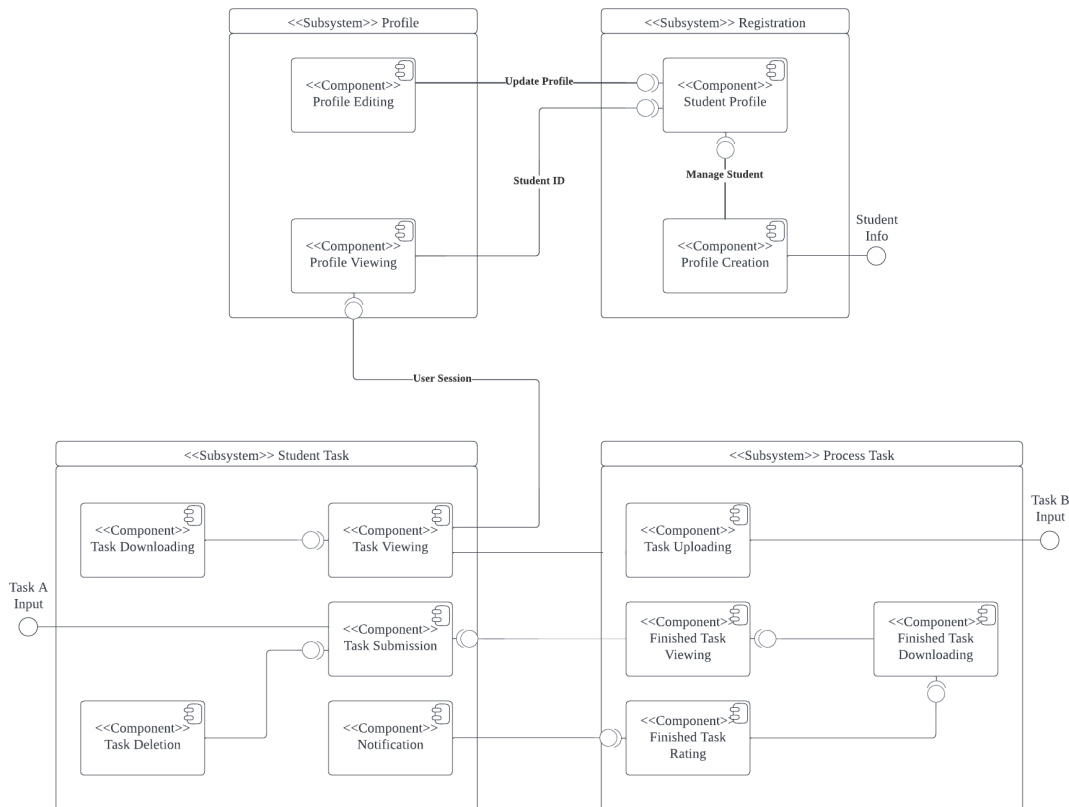 <<Subsystem>> Profile
<<Subsystem>> Registration
<<Component>>
Profile Editing
Update Profile
<<Component>>
Student Profile
Student ID
Manage Student
<<Component>>
Profile Viewing
<<Component>>
Profile Creation
Student
Info
User Session
<<Subsystem>> Student Task
<<Subsystem>> Process Task
<<Component>>
Task Downloading
<<Component>>
Task Viewing
<<Component>>
Task Uploading
Task B
Input
Task A
Input
<<Component>>
Task Submission
<<Component>>
Finished Task
Viewing
<<Component>>
Finished Task
Downloading
<<Component>>
Task Deletion
<<Component>>
Notification
<<Component>>
Finished Task
Rating